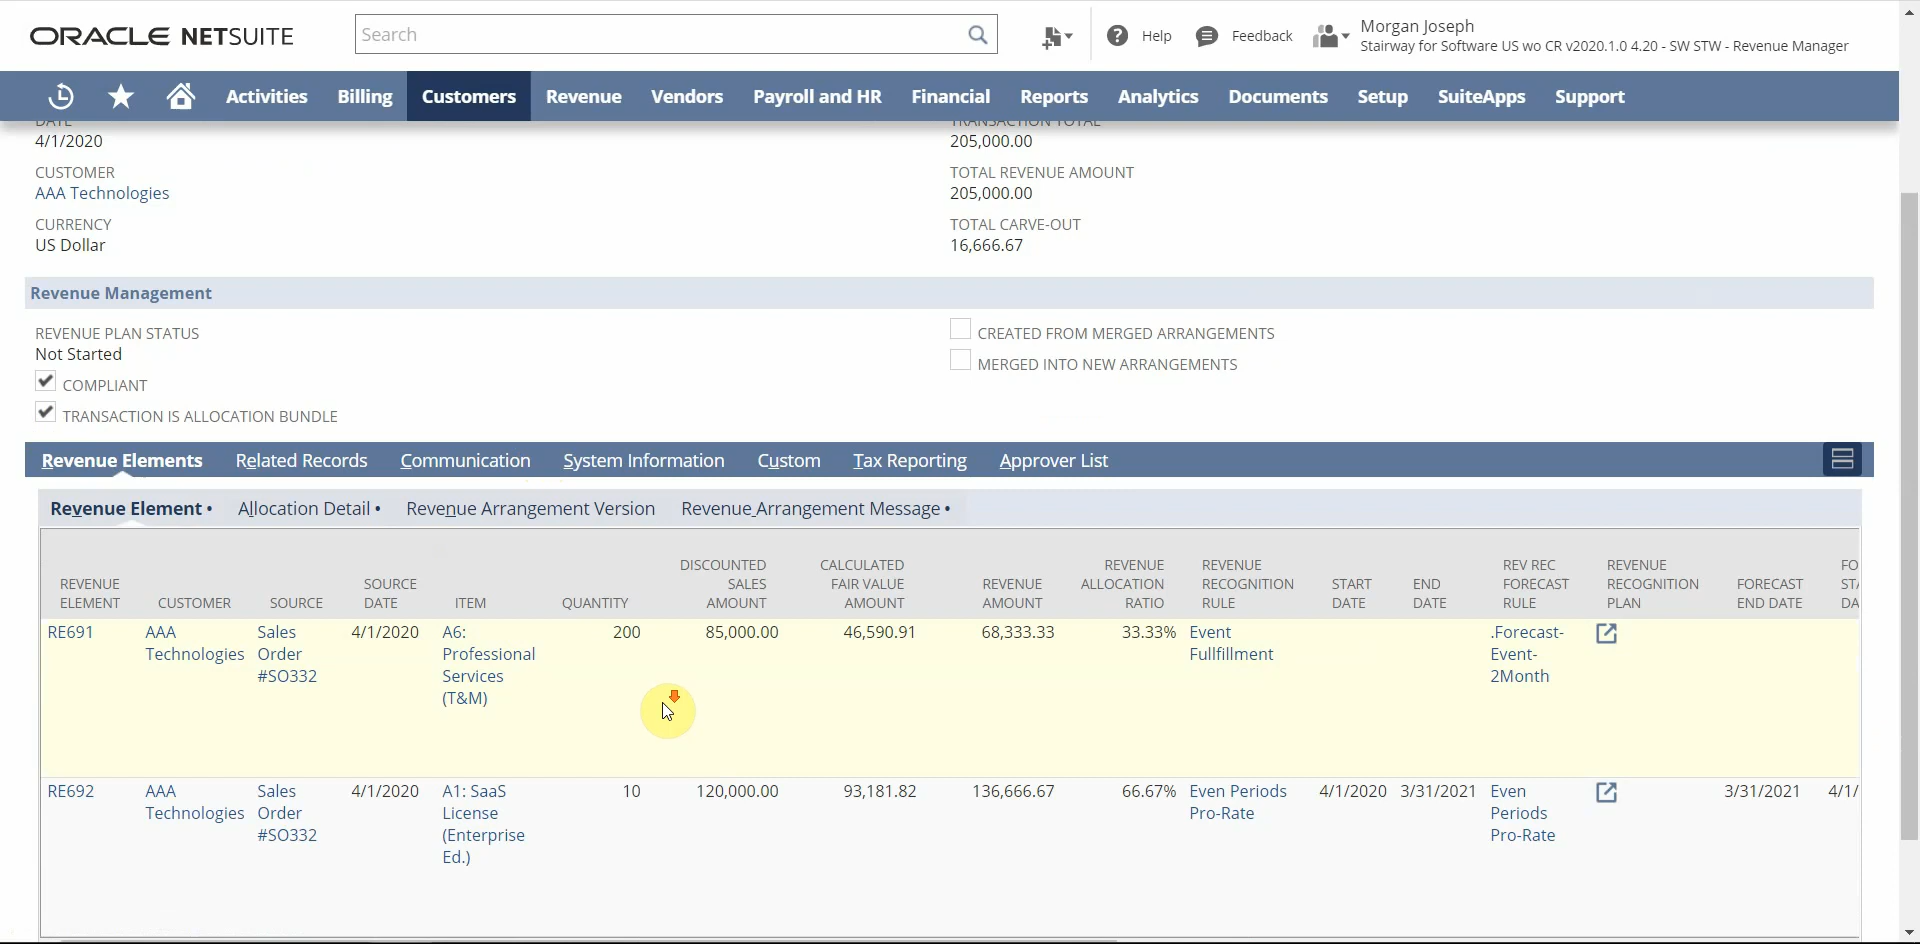 ORACLE NETSUITE
Search
Help
Feedback
Morgan Joseph
Stairway for Software US wo CR v2020.1.0 4.20 - SW STW - Revenue Manager
Activities Billing Customers Revenue Vendors Payroll and HR Financial Reports Analytics Documents Setup SuiteApps Support
DATE
4/1/2020
CUSTOMER
AAA Technologies
CURRENCY
US Dollar
TRANSACTION TOTAL
205,000.00
TOTAL REVENUE AMOUNT
205,000.00
TOTAL CARVE-OUT
16,666.67
Revenue Management
REVENUE PLAN STATUS
Not Started
COMPLIANT
TRANSACTION IS ALLOCATION BUNDLE
CREATED FROM MERGED ARRANGEMENTS
MERGED INTO NEW ARRANGEMENTS
Revenue Elements Related Records Communication System Information Custom Tax Reporting Approver List
Revenue Element • Allocation Detail • Revenue Arrangement Version Revenue Arrangement Message •
DISCOUNTED CALCULATED REVENUE REVENUE REV REC REVENUE FO
REVENUE SOURCE SALES FAIR VALUE REVENUE ALLOCATION RECOGNITION START END FORECAST RECOGNITION FORECAST STA
ELEMENT CUSTOMER SOURCE DATE ITEM QUANTITY AMOUNT AMOUNT AMOUNT RATIO RULE DATE DATE RULE PLAN END DATE DA
RE691 AAA Sales 4/1/2020 A6: 200 85,000.00 46,590.91 68,333.33 33.33% Event .Forecast-
Technologies Order Professional Fullfillment Event-
#SO332 Services 2Month
(T&M)
RE692 AAA Sales 4/1/2020 A1: SaaS 10 120,000.00 93,181.82 136,666.67 66.67% Even Periods 4/1/2020 3/31/2021 Even 3/31/2021 4/1/
Technologies Order License Pro-Rate Periods
#SO332 (Enterprise Pro-Rate
Ed.)